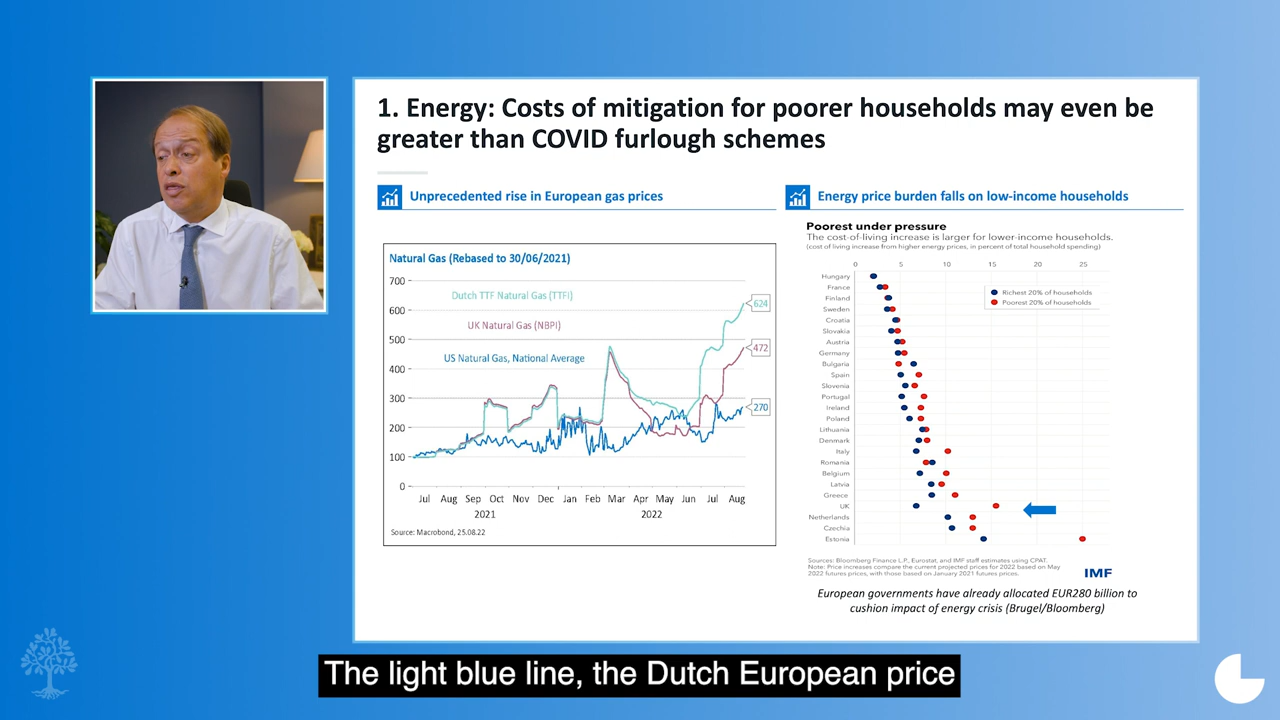 1. Energy: Costs of mitigation for poorer households may even be
greater than COVID furlough schemes
Unprecedented rise in European gas prices
Natural Gas (Rebased to 30/06/2021)
700
600
500
400
300
200
100
0
Dutch TTF Natural Gas (TTFI)
UK Natural Gas (NBPI)
US Natural Gas, National Average
624
472
270
Jul Aug Sep Oct Nov Dec Jan Feb Mar Apr May Jun Jul Aug
2021 2022
Source: Macrobond, 25.08.22
Energy price burden falls on low-income households
Poorest under pressure
The cost-of-living increase is larger for lower-income households.
(cost of living increase from higher energy prices, in percent of total household spending)
0 5 10 15 20 25
Richest 20% of households
Poorest 20% of households
Hungary
France
Finland
Sweden
Croatia
Slovakia
Austria
Germany
Bulgaria
Spain
Slovenia
Portugal
Ireland
Poland
Lithuania
Denmark
Italy
Romania
Belgium
Latvia
Greece
UK
Netherlands
Czechia
Estonia
Sources: Bloomberg Finance L.P., Eurostat, and IMF staff estimates using CPAT.
Note: Price increases compare the current projected prices for 2022 based on May
2022 futures prices, with those based on January 2021 futures prices.
IMF
European governments have already allocated EUR280 billion to
cushion impact of energy crisis (Brugel/Bloomberg)
The light blue line, the Dutch European price